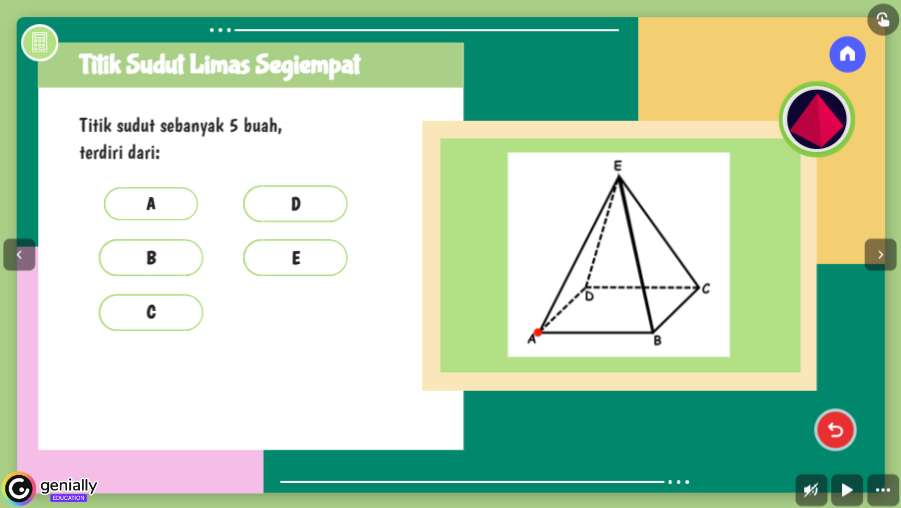 Titik Sudut Limas Segiempat
Titik sudut sebanyak 5 buah,
terdiri dari:
A
D
B
E
C
E
D
C
A
B
genially
EDUCATION